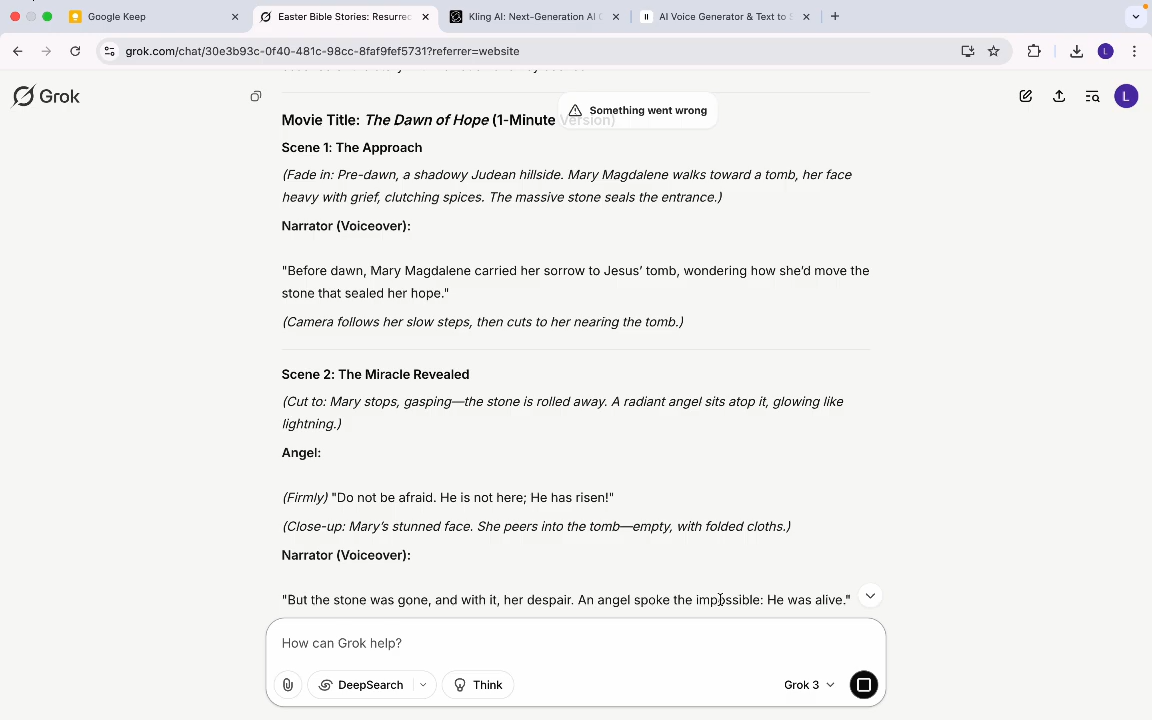 Google Keep
Easter Bible Stories: Resurrec
Kling AI: Next-Generation AI C
AI Voice Generator & Text to S
grok.com/chat/30e3b93c-0f40-481c-98cc-8faf9fef5731?referrer=website
L
Grok
Something went wrong
L
Movie Title: The Dawn of Hope (1-Minute Version)
Scene 1: The Approach
(Fade in: Pre-dawn, a shadowy Judean hillside. Mary Magdalene walks toward a tomb, her face
heavy with grief, clutching spices. The massive stone seals the entrance.)
Narrator (Voiceover):
"Before dawn, Mary Magdalene carried her sorrow to Jesus’ tomb, wondering how she’d move the
stone that sealed her hope."
(Camera follows her slow steps, then cuts to her nearing the tomb.)
Scene 2: The Miracle Revealed
(Cut to: Mary stops, gasping—the stone is rolled away. A radiant angel sits atop it, glowing like
lightning.)
Angel:
(Firmly) "Do not be afraid. He is not here; He has risen!"
(Close-up: Mary’s stunned face. She peers into the tomb—empty, with folded cloths.)
Narrator (Voiceover):
"But the stone was gone, and with it, her despair. An angel spoke the impossible: He was alive."
How can Grok help?
DeepSearch
Think
Grok 3